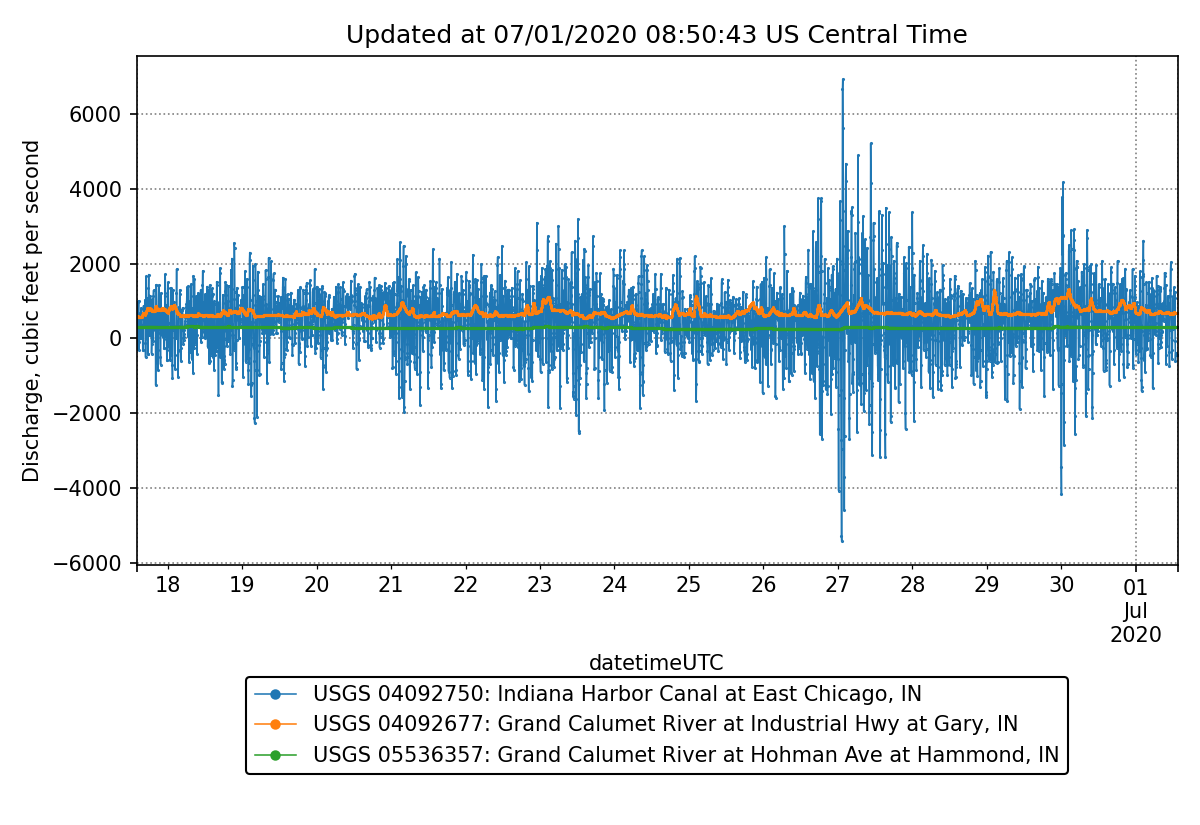 Updated at 07/01/2020 08:50:43 US Central Time
Discharge, cubic feet per second
6000
4000
2000
0
−2000
−4000
−6000
18 19 20 21 22 23 24 25 26 27 28 29 30 01
Jul
2020
datetimeUTC
USGS 04092750: Indiana Harbor Canal at East Chicago, IN
USGS 04092677: Grand Calumet River at Industrial Hwy at Gary, IN
USGS 05536357: Grand Calumet River at Hohman Ave at Hammond, IN